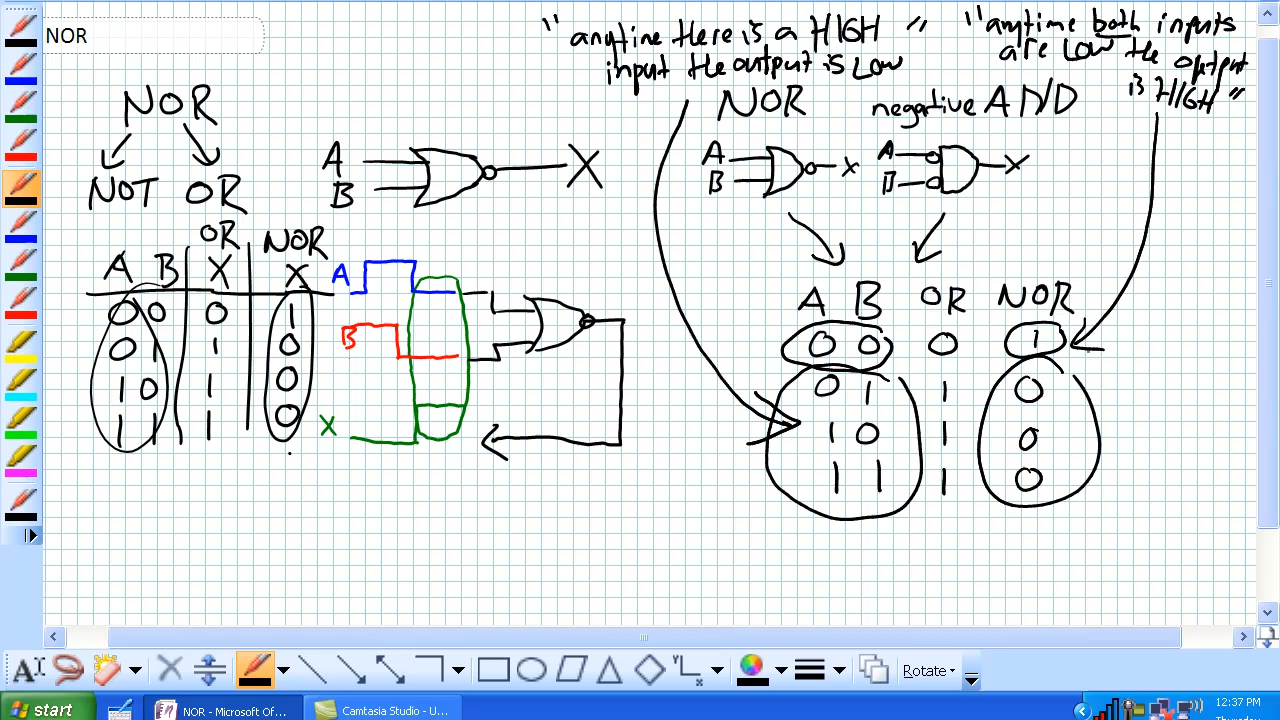 NOR
"anytime there is a HIGH"
input the output is Low
"anytime both inputs
are Low the output
is HIGH"
NOR
NOT OR
A
B
X
NOR
A
B
X
negative AND
A
B
X
OR NOR
A B X X
0 0 0 1
0 1 1 0
1 0 1 0
1 1 1 0
A
B
X
A B OR NOR
0 0 0 1
0 1 1 0
1 0 1 0
1 1 1 0
Rotate
start
NOR - Microsoft Of...
Camtasia Studio - U...
12:37 PM
Thursday